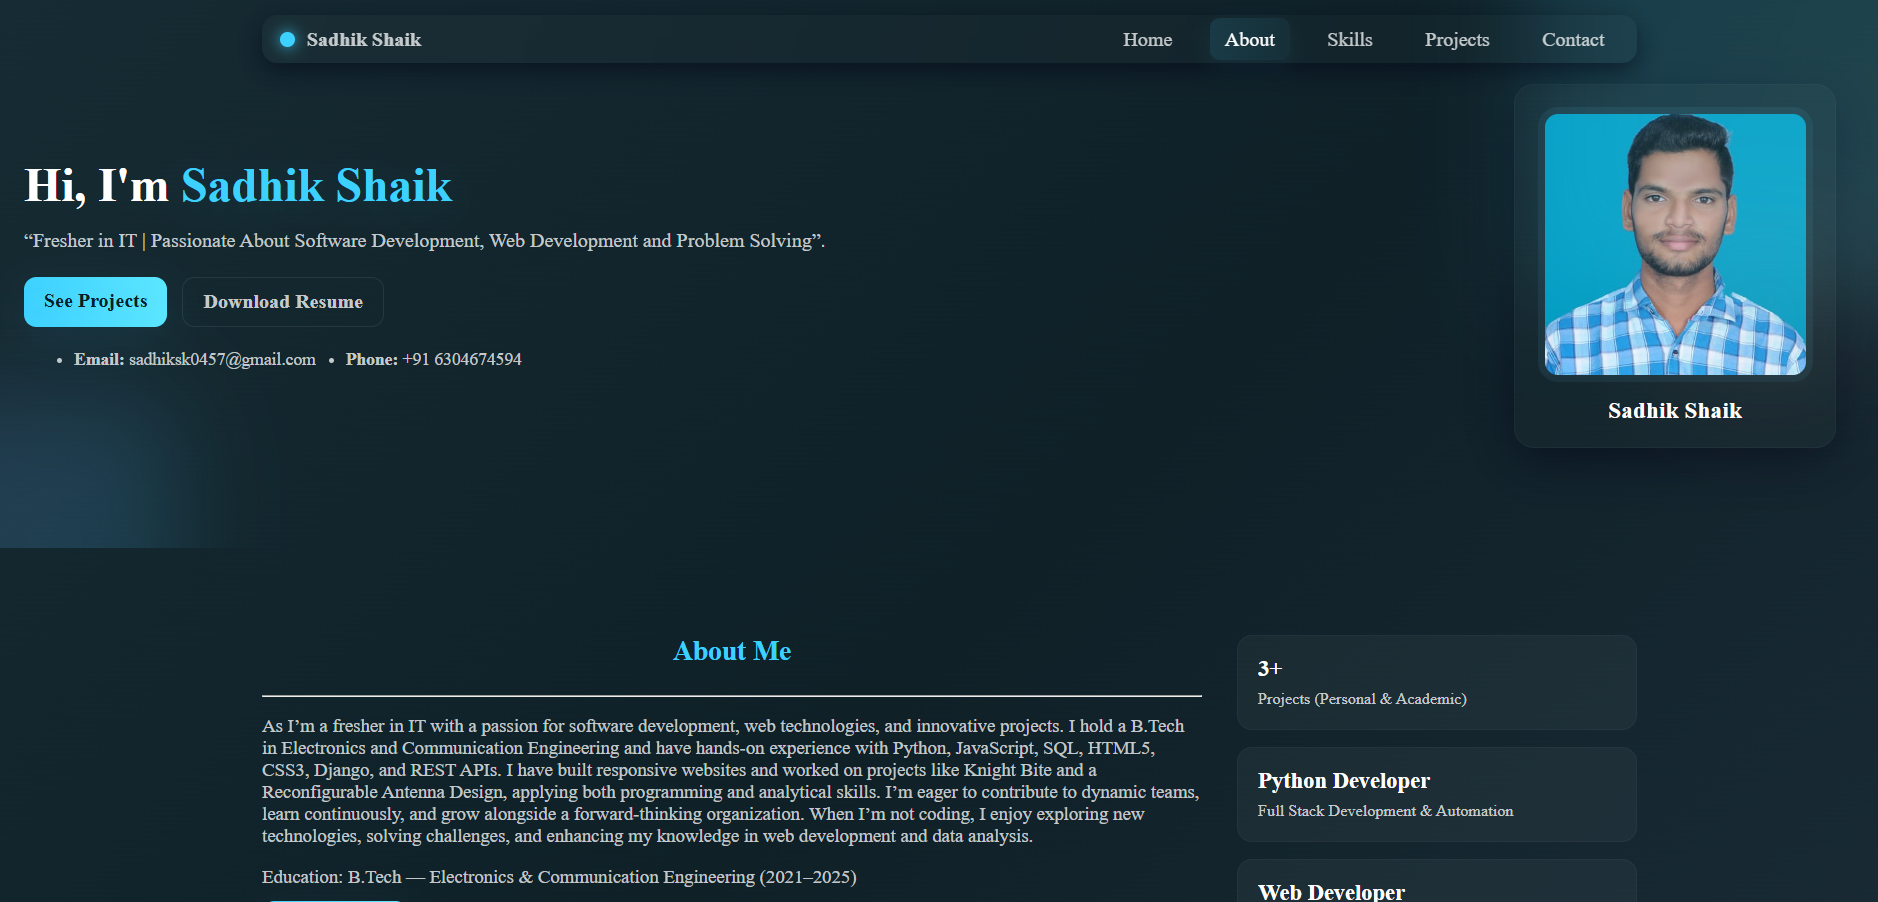 Sadhik Shaik
Home About Skills Projects Contact
Hi, I'm Sadhik Shaik
“Fresher in IT | Passionate About Software Development, Web Development and Problem Solving”.
See Projects Download Resume
• Email: sadhiksk0457@gmail.com • Phone: +91 6304674594
Sadhik Shaik
About Me
As I’m a fresher in IT with a passion for software development, web technologies, and innovative projects. I hold a B.Tech
in Electronics and Communication Engineering and have hands-on experience with Python, JavaScript, SQL, HTML5,
CSS3, Django, and REST APIs. I have built responsive websites and worked on projects like Knight Bite and a
Reconfigurable Antenna Design, applying both programming and analytical skills. I’m eager to contribute to dynamic teams,
learn continuously, and grow alongside a forward-thinking organization. When I’m not coding, I enjoy exploring new
technologies, solving challenges, and enhancing my knowledge in web development and data analysis.
Education: B.Tech — Electronics & Communication Engineering (2021–2025)
3+
Projects (Personal & Academic)
Python Developer
Full Stack Development & Automation
Web Developer